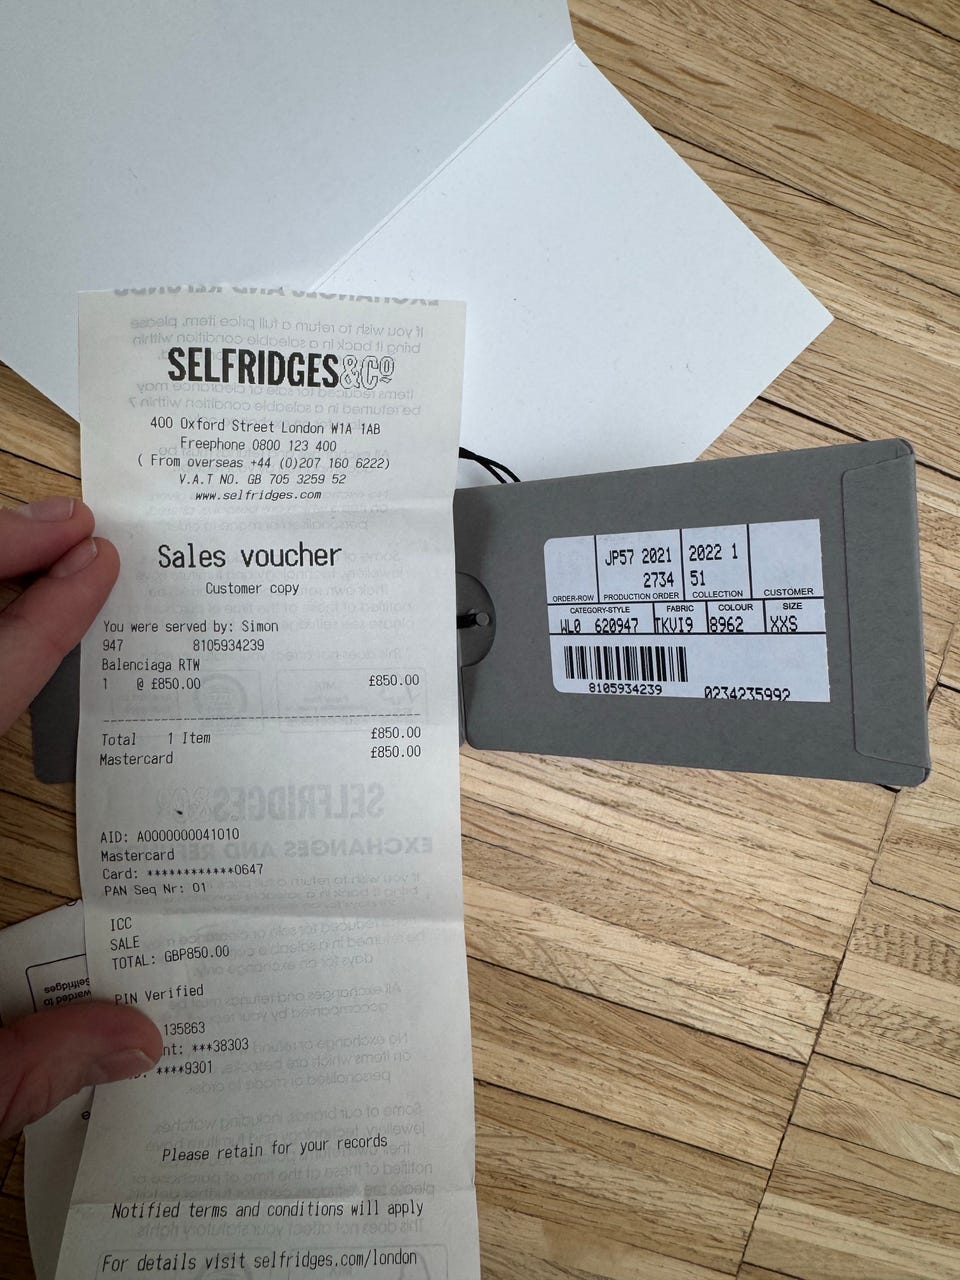 SELFRIDGES&Cº
400 Oxford Street London W1A 1AB
Freephone 0800 123 400
( From overseas +44 (0)207 160 6222)
V.A.T NO. GB 705 3259 52
www.selfridges.com
Sales voucher
Customer copy
You were served by: Simon
947 8105934239
Balenciaga RTW
1 @ £850.00 £850.00
Total 1 Item £850.00
Mastercard £850.00
AID: A0000000041010
Mastercard
Card: ************0647
PAN Seq Nr: 01
ICC
SALE
TOTAL: GBP850.00
PIN Verified
135863
***38303
****9301
Please retain for your records
Notified terms and conditions will apply
For details visit selfridges.com/london
JP57 2021 2022 1
2734 51
ORDER-ROW PRODUCTION ORDER COLLECTION CUSTOMER
CATEGORY-STYLE FABRIC COLOUR SIZE
WL0 620947 TKVI9 8962 XXS
8105934239 0234235992